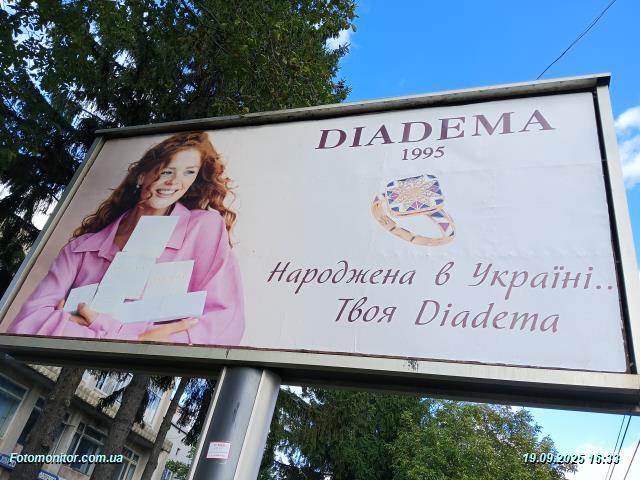 DIADEMA
1995
Народжена в Україні..
Твоя Diadema
Fotomonitor.com.ua
19.09.2025 16:33